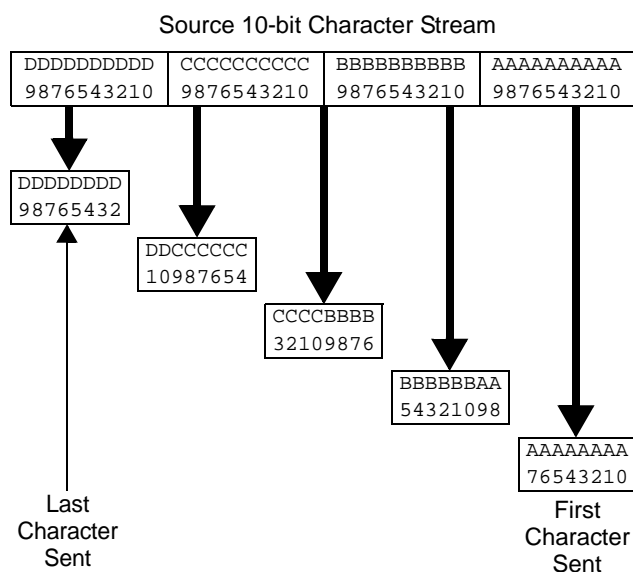 Source 10-bit Character Stream
DDDDDDDDDD CCCCCCCCCC BBBBBBBBBB AAAAAAAAAA
9876543210 9876543210 9876543210 9876543210
DDDDDDDD
98765432
DDCCCCCC
10987654
CCCCBBBB
32109876
BBBBBBAA
54321098
AAAAAAAA
76543210
Last
Character
Sent
First
Character
Sent